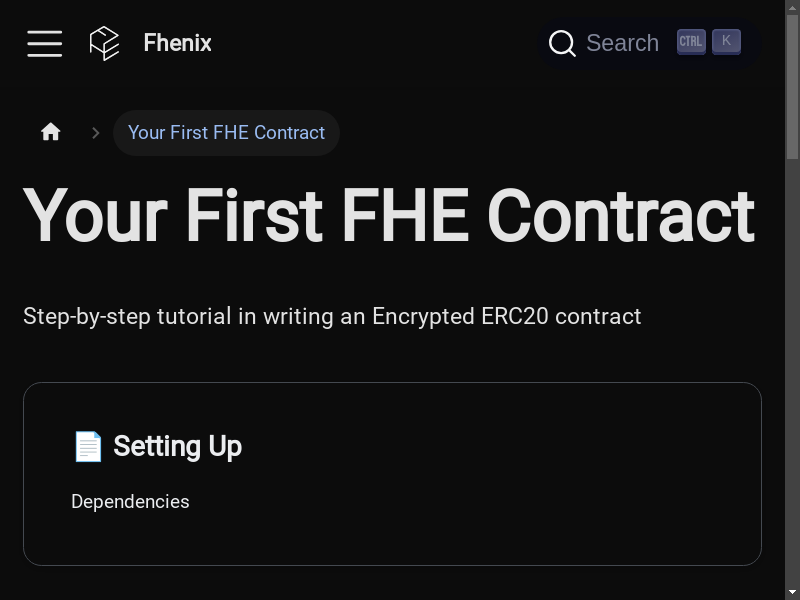 Fhenix
Search CTRL K
Your First FHE Contract
Your First FHE Contract
Step-by-step tutorial in writing an Encrypted ERC20 contract
📄 Setting Up
Dependencies